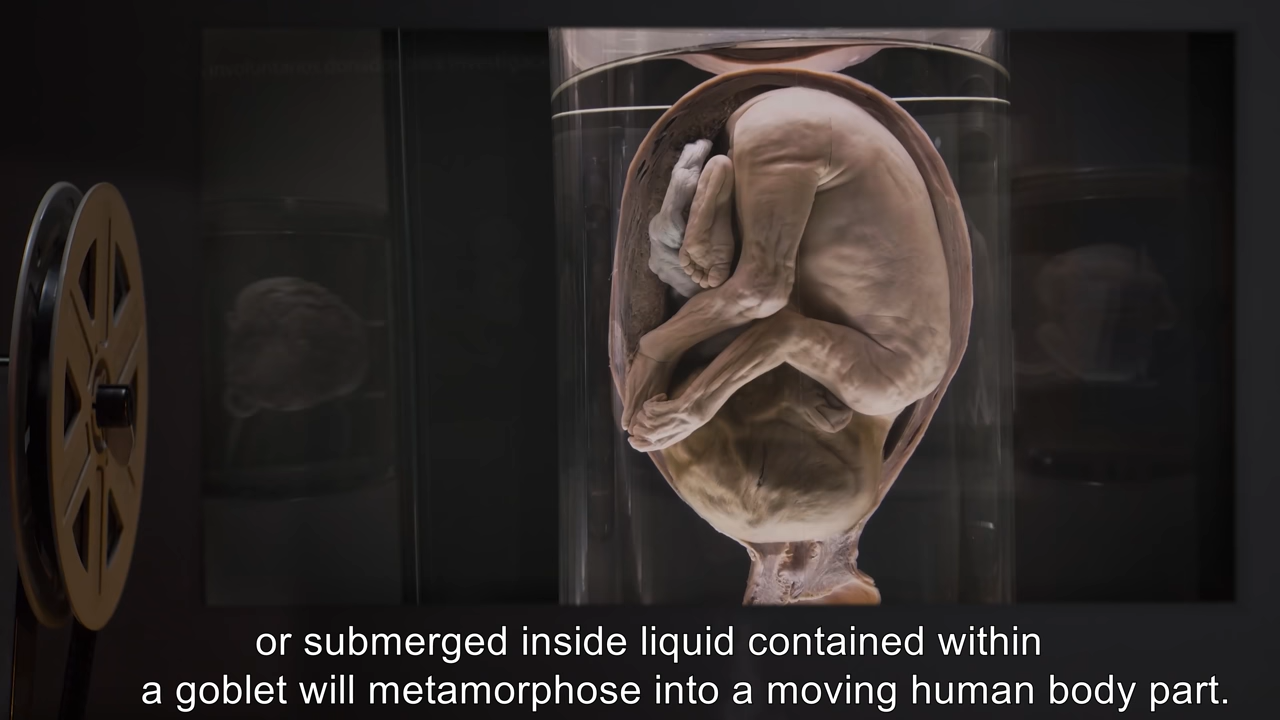 or submerged inside liquid contained within
a goblet will metamorphose into a moving human body part.